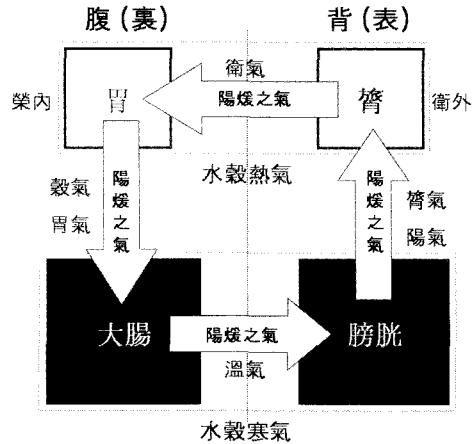 腹(裏)
背(表)
衛氣
榮內
胃
陽煖之氣
膂
衛外
水穀熱氣
穀氣
胃氣
陽煖之氣
陽煖之氣
膂氣
陽氣
大腸
陽煖之氣
膀胱
溫氣
水穀寒氣